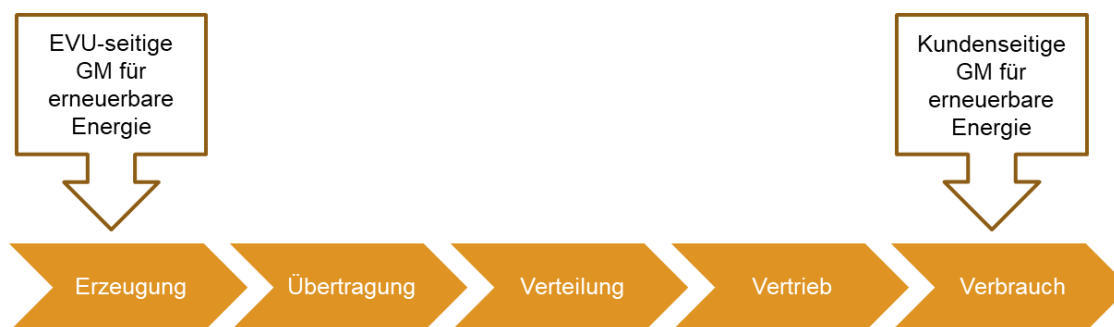 EVU-seitige
GM für
erneuerbare
Energie
Kundenseitige
GM für
erneuerbare
Energie
Erzeugung
Übertragung
Verteilung
Vertrieb
Verbrauch